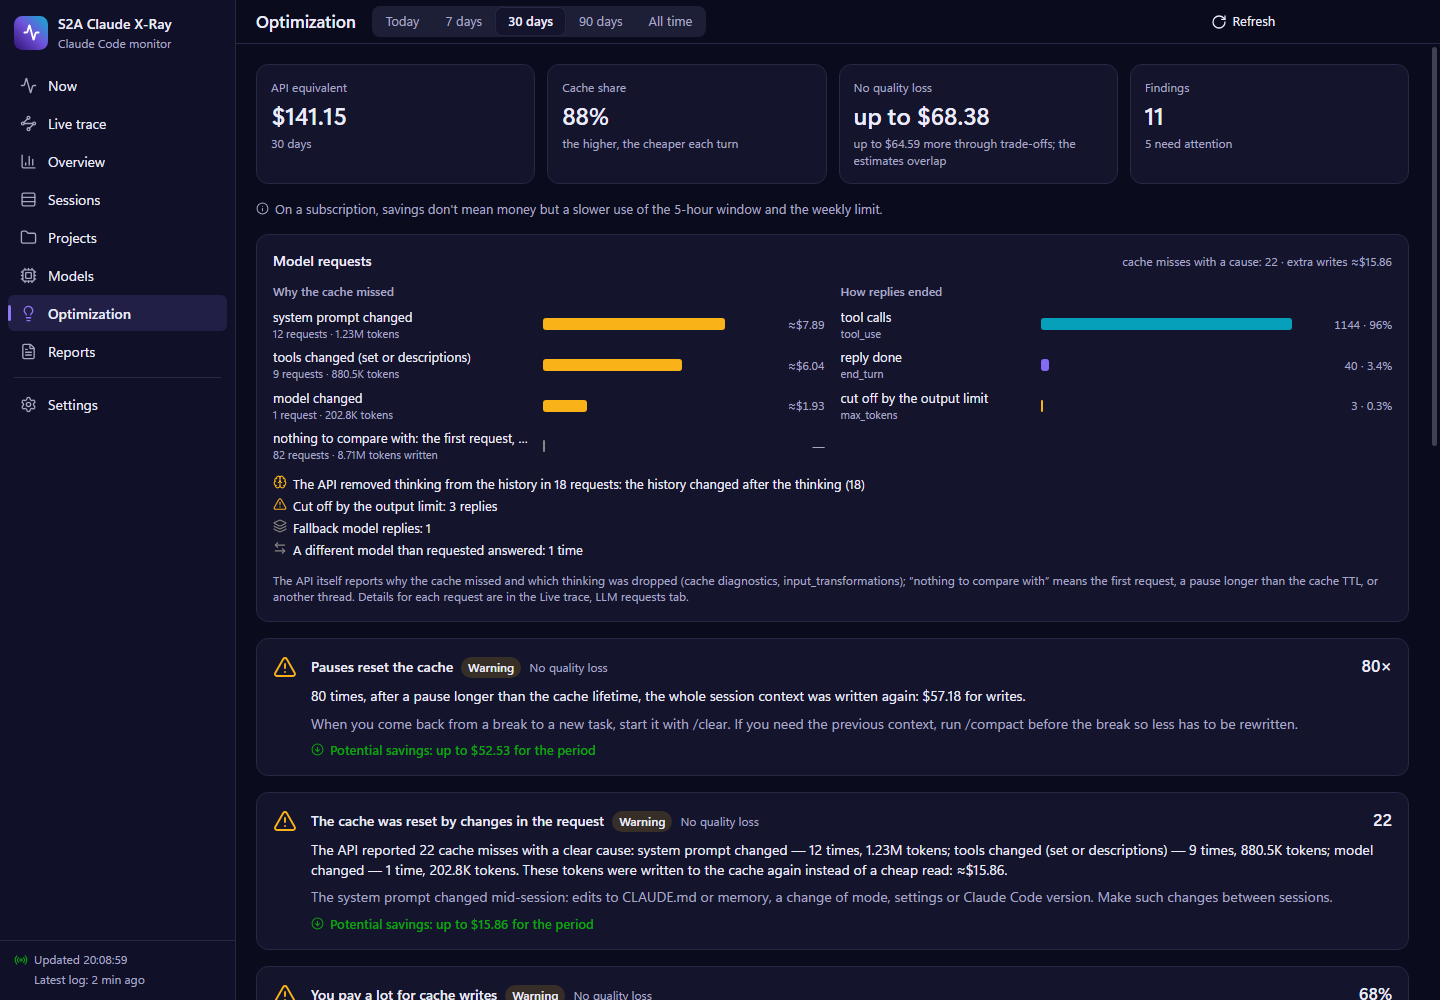 S2A Claude X-Ray
Claude Code monitor
Now
Live trace
Overview
Sessions
Projects
Models
Optimization
Reports
Settings
Updated 20:08:59
Latest log: 2 min ago
Optimization
Today
7 days
30 days
90 days
All time
Refresh
API equivalent
$141.15
30 days
Cache share
88%
the higher, the cheaper each turn
No quality loss
up to $68.38
up to $64.59 more through trade-offs; the
estimates overlap
Findings
11
5 need attention
On a subscription, savings don't mean money but a slower use of the 5-hour window and the weekly limit.
Model requests
cache misses with a cause: 22 · extra writes ≈$15.86
Why the cache missed
system prompt changed
12 requests · 1.23M tokens
≈$7.89
tools changed (set or descriptions)
9 requests · 880.5K tokens
≈$6.04
model changed
1 request · 202.8K tokens
≈$1.93
nothing to compare with: the first request, ...
82 requests · 8.71M tokens written
—
How replies ended
tool calls
tool_use
1144 · 96%
reply done
end_turn
40 · 3.4%
cut off by the output limit
max_tokens
3 · 0.3%
The API removed thinking from the history in 18 requests: the history changed after the thinking (18)
Cut off by the output limit: 3 replies
Fallback model replies: 1
A different model than requested answered: 1 time
The API itself reports why the cache missed and which thinking was dropped (cache diagnostics, input_transformations); "nothing to compare with" means the first request, a pause longer than the cache TTL, or
another thread. Details for each request are in the Live trace, LLM requests tab.
Pauses reset the cache
Warning
No quality loss
80×
80 times, after a pause longer than the cache lifetime, the whole session context was written again: $57.18 for writes.
When you come back from a break to a new task, start it with /clear. If you need the previous context, run /compact before the break so less has to be rewritten.
Potential savings: up to $52.53 for the period
The cache was reset by changes in the request
Warning
No quality loss
22
The API reported 22 cache misses with a clear cause: system prompt changed — 12 times, 1.23M tokens; tools changed (set or descriptions) — 9 times, 880.5K tokens; model
changed — 1 time, 202.8K tokens. These tokens were written to the cache again instead of a cheap read: ≈$15.86.
The system prompt changed mid-session: edits to CLAUDE.md or memory, a change of mode, settings or Claude Code version. Make such changes between sessions.
Potential savings: up to $15.86 for the period
You pay a lot for cache writes
Warning
No quality loss
68%